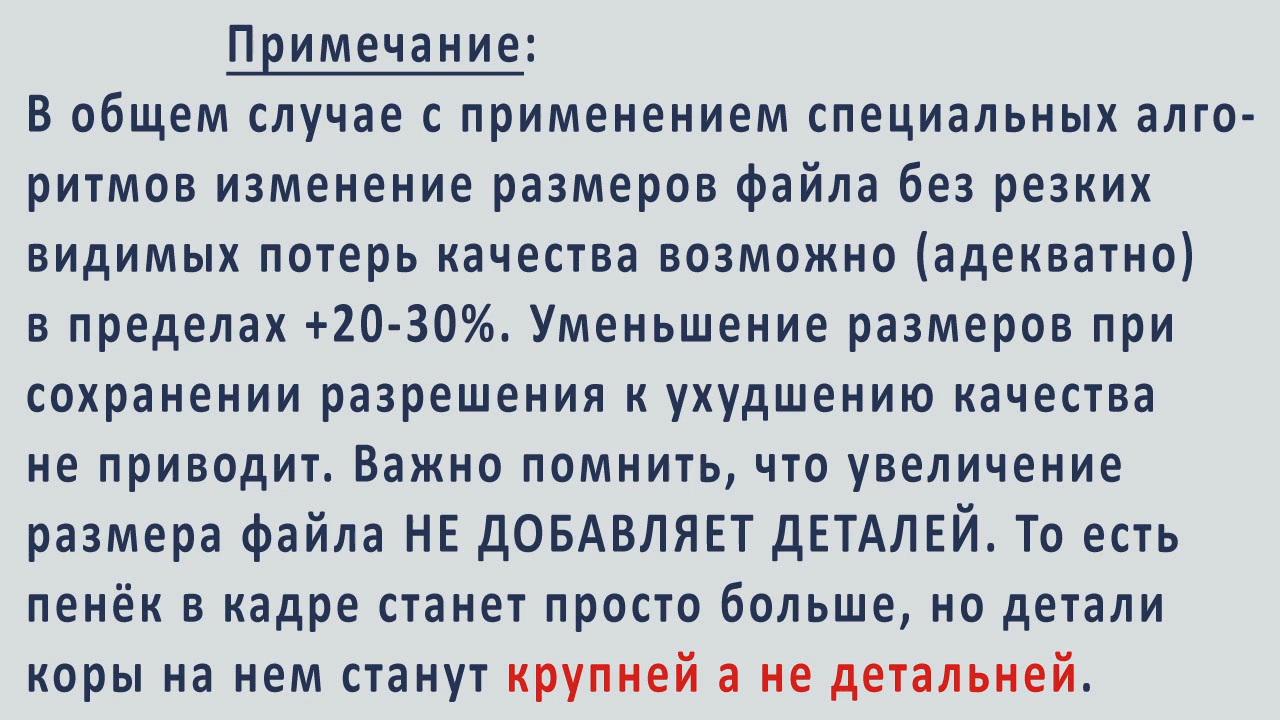 Примечание:
В общем случае с применением специальных алго-
ритмов изменение размеров файла без резких
видимых потерь качества возможно (адекватно)
в пределах +20-30%. Уменьшение размеров при
сохранении разрешения к ухудшению качества
не приводит. Важно помнить, что увеличение
размера файла НЕ ДОБАВЛЯЕТ ДЕТАЛЕЙ. То есть
пенёк в кадре станет просто больше, но детали
коры на нем станут крупней а не детальней.